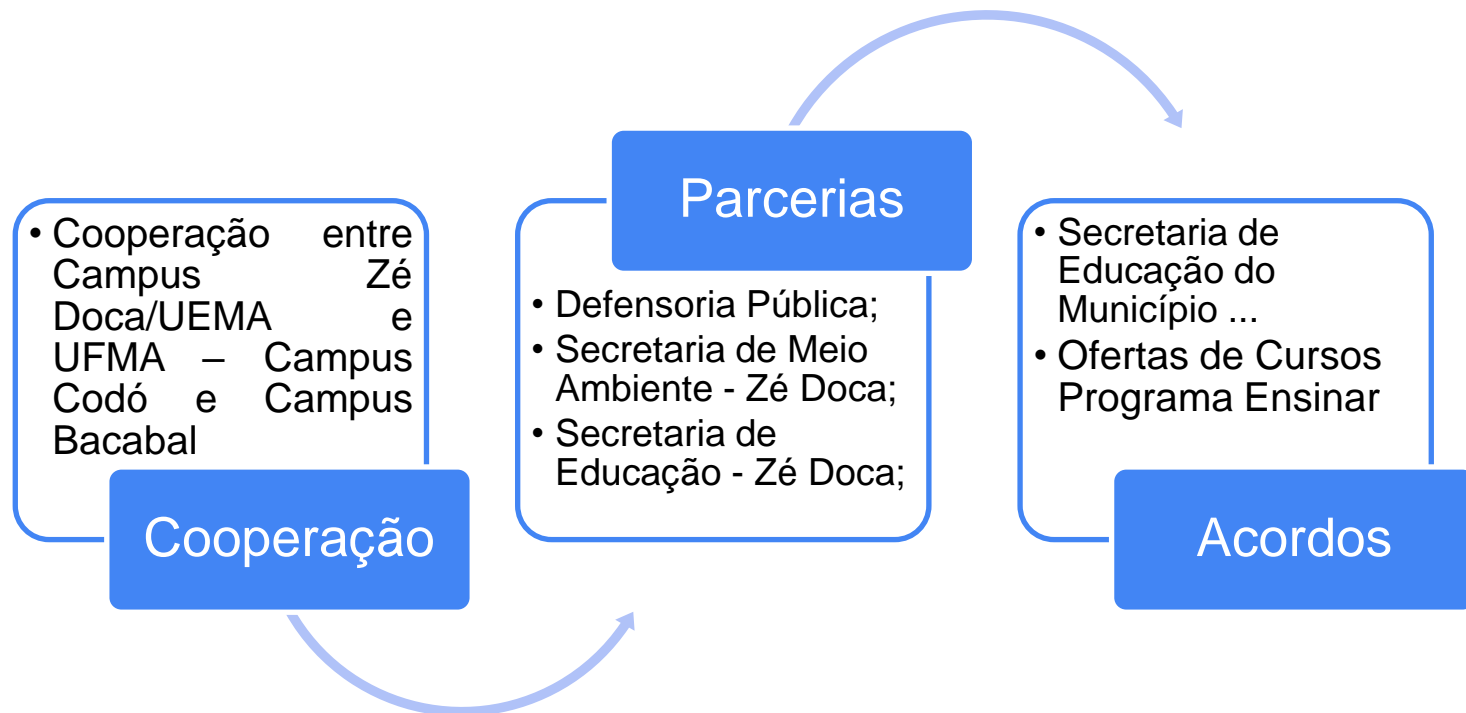 • Cooperação entre
Campus Zé
Doca/UEMA e
UFMA – Campus
Codó e Campus
Bacabal
Cooperação
Parcerias
• Defensoria Pública;
• Secretaria de Meio
Ambiente - Zé Doca;
• Secretaria de
Educação - Zé Doca;
• Secretaria de
Educação do
Município ...
• Ofertas de Cursos
Programa Ensinar
Acordos